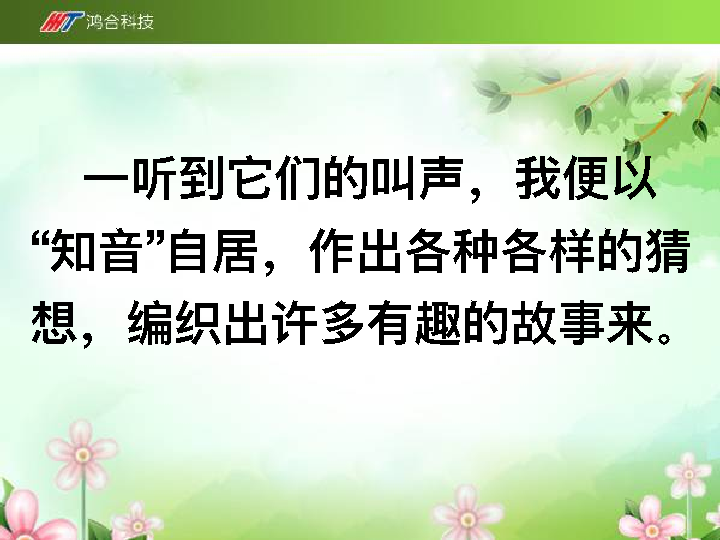 鸿合科技
一听到它们的叫声，我便以
“知音”自居，作出各种各样的猜
想，编织出许多有趣的故事来。